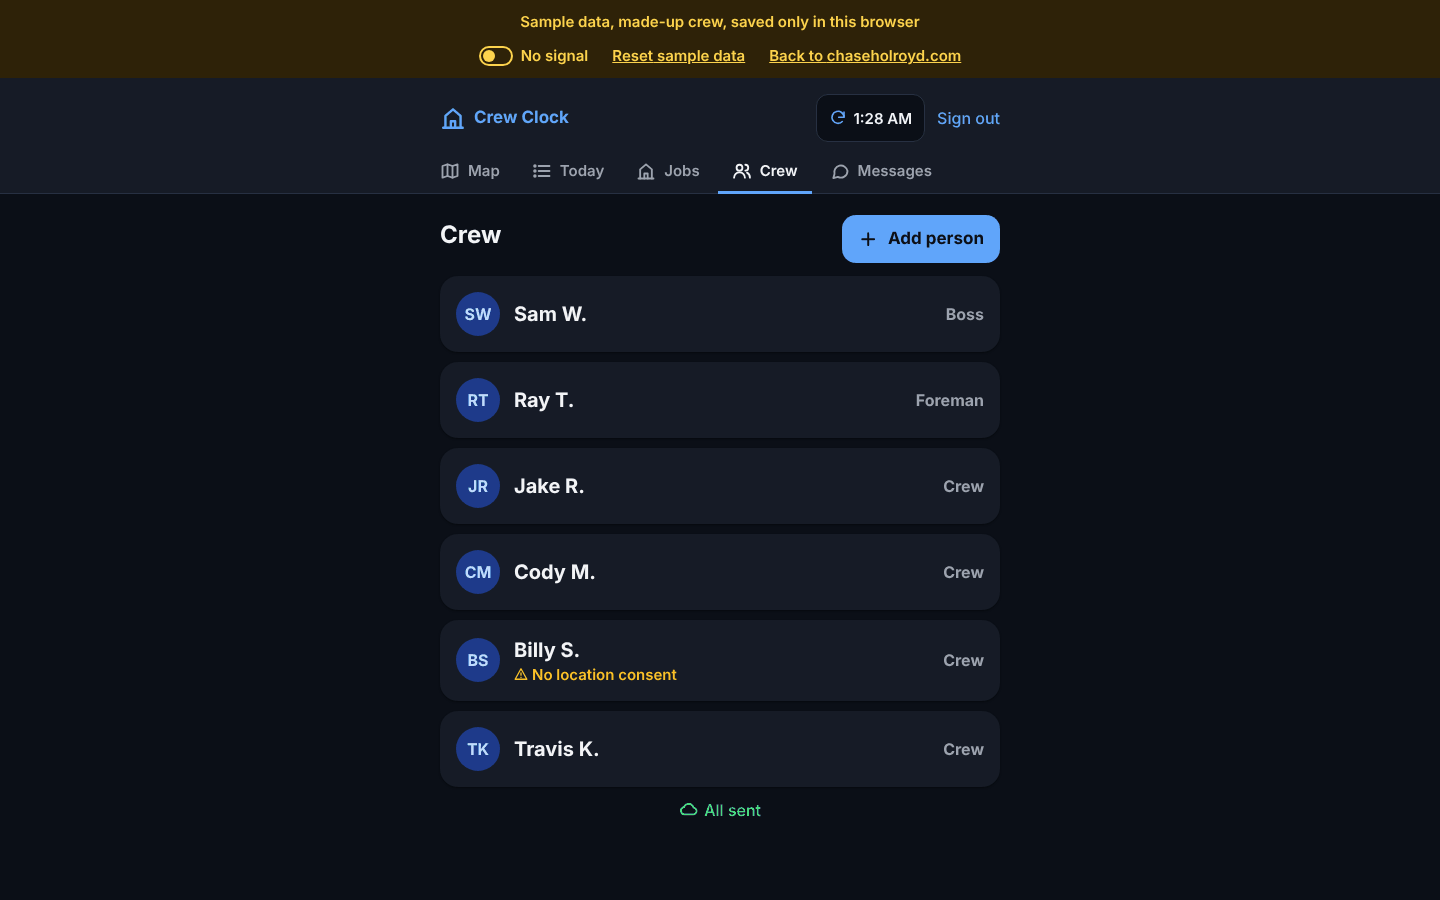 Sample data, made-up crew, saved only in this browser
No signal Reset sample data Back to chaseholroyd.com
Crew Clock 1:28 AM Sign out
Map Today Jobs Crew Messages
Crew Add person
SW Sam W. Boss
RT Ray T. Foreman
JR Jake R. Crew
CM Cody M. Crew
BS Billy S. Crew
No location consent
TK Travis K. Crew
All sent